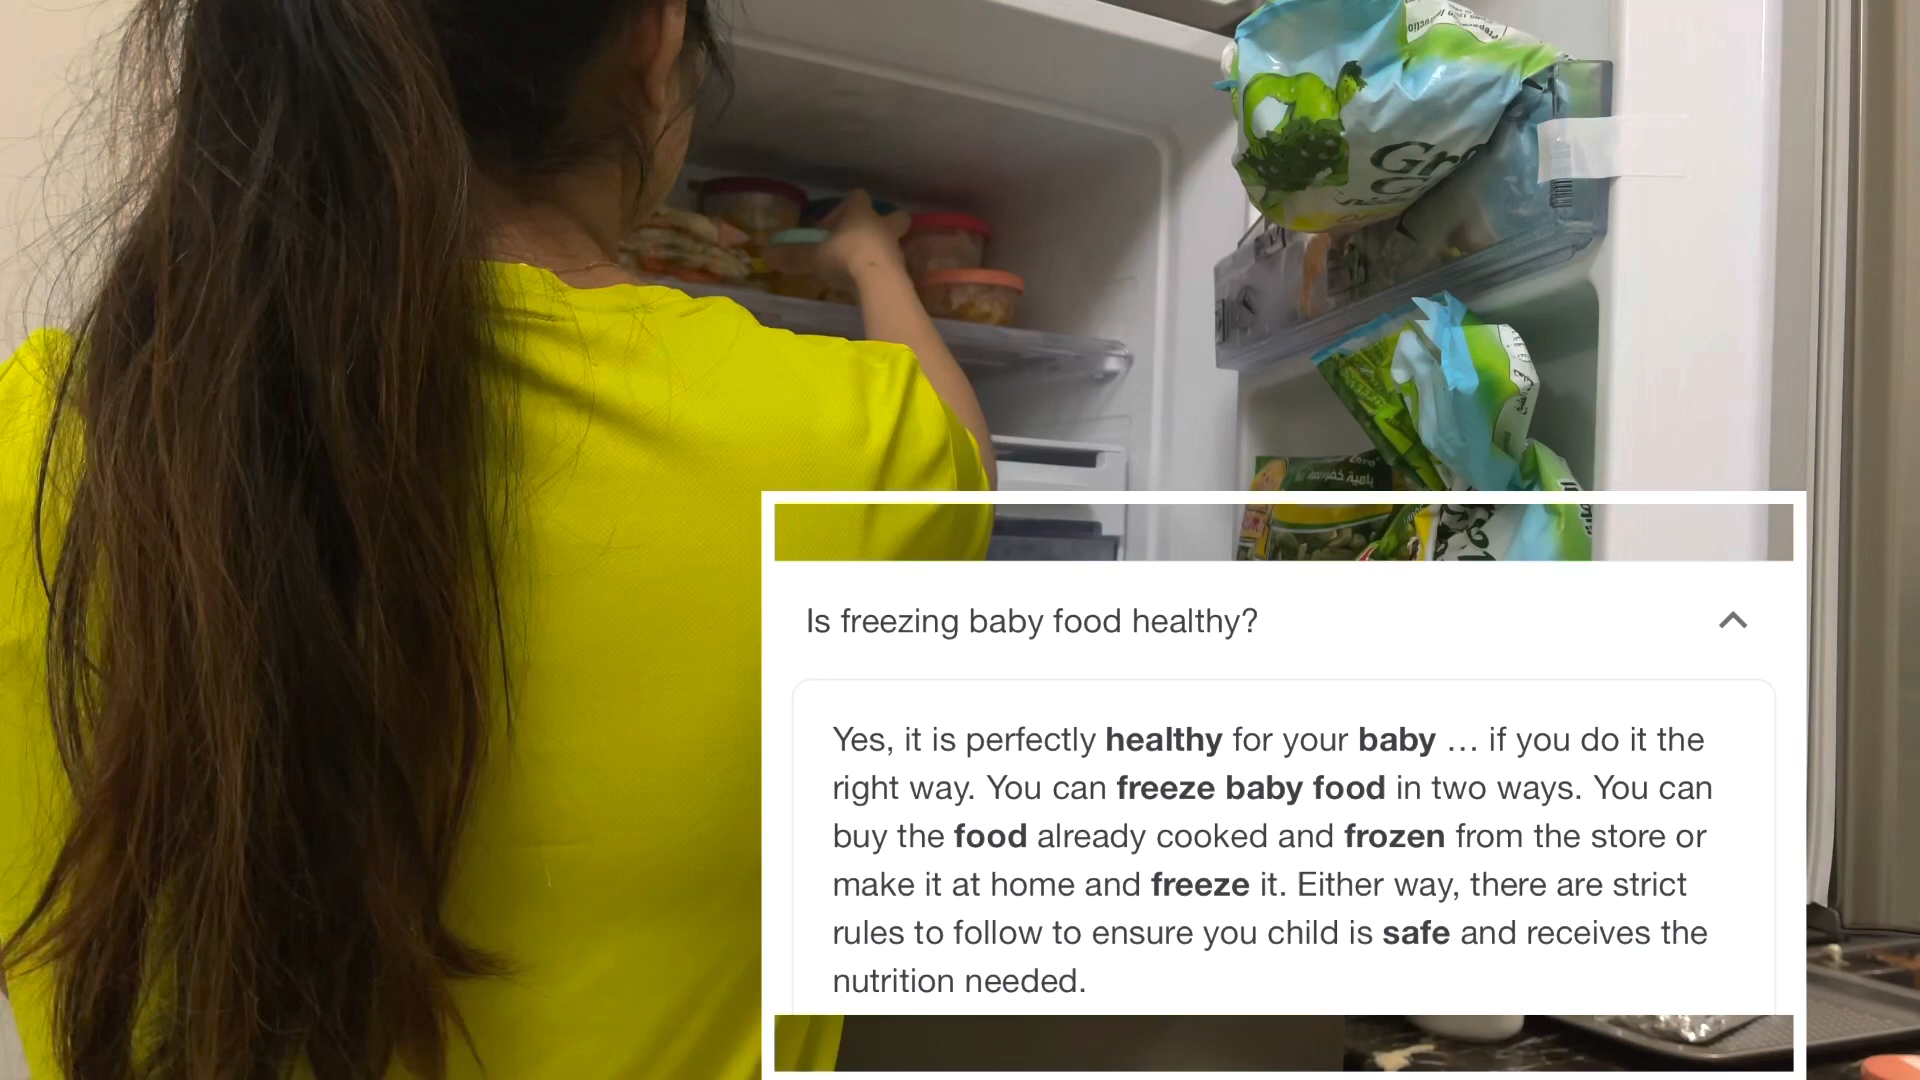 Is freezing baby food healthy?
Yes, it is perfectly healthy for your baby … if you do it the
right way. You can freeze baby food in two ways. You can
buy the food already cooked and frozen from the store or
make it at home and freeze it. Either way, there are strict
rules to follow to ensure you child is safe and receives the
nutrition needed.